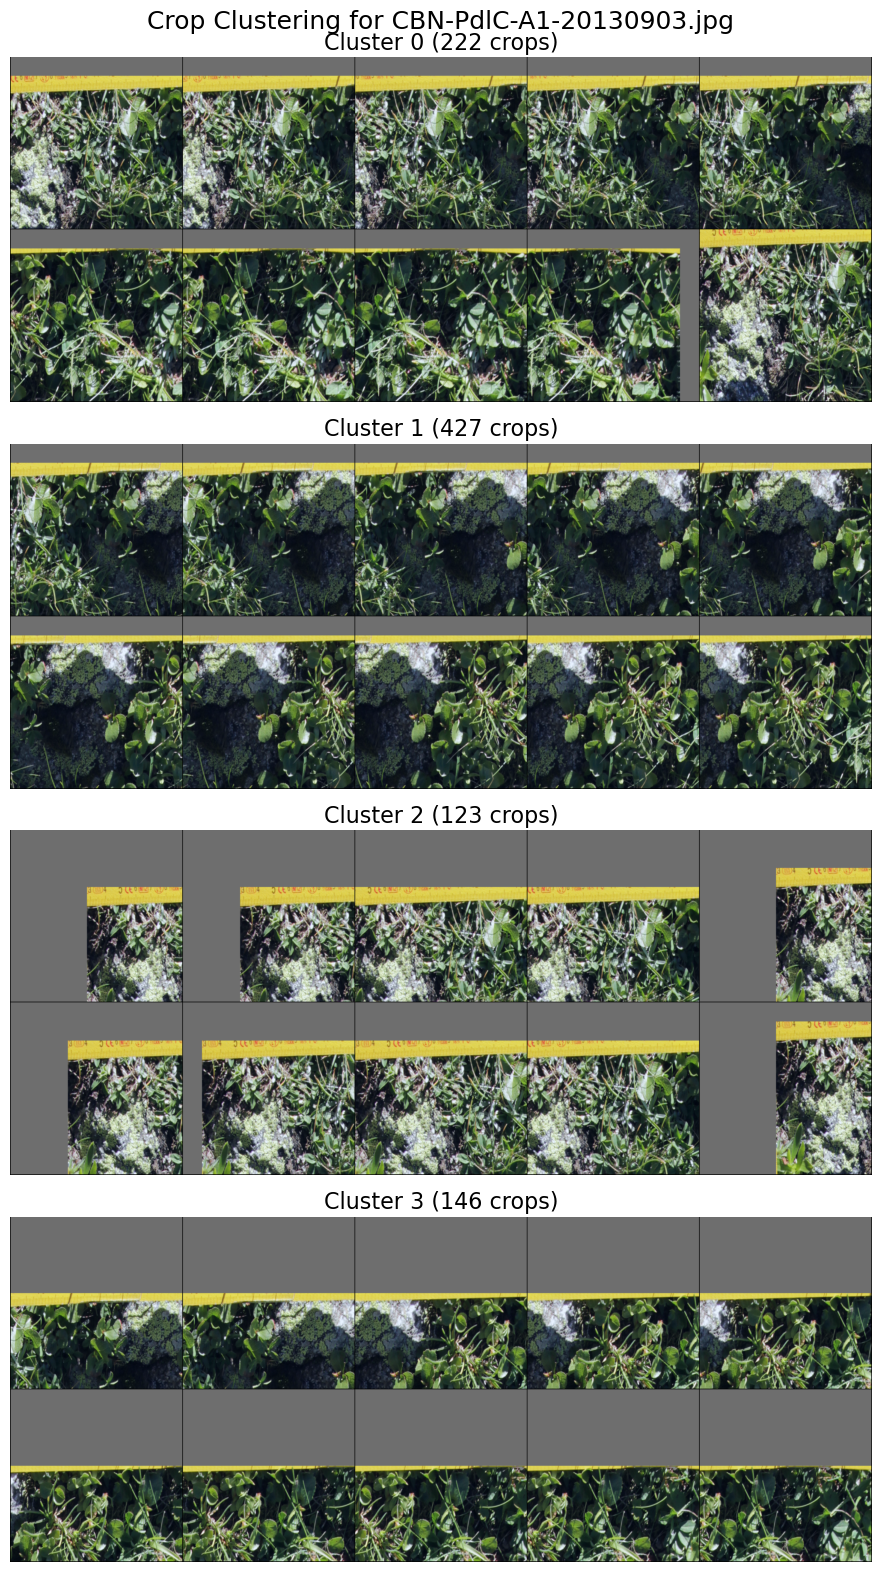 Crop Clustering for CBN-PdlC-A1-20130903.jpg
Cluster 0 (222 crops)
Cluster 1 (427 crops)
Cluster 2 (123 crops)
Cluster 3 (146 crops)